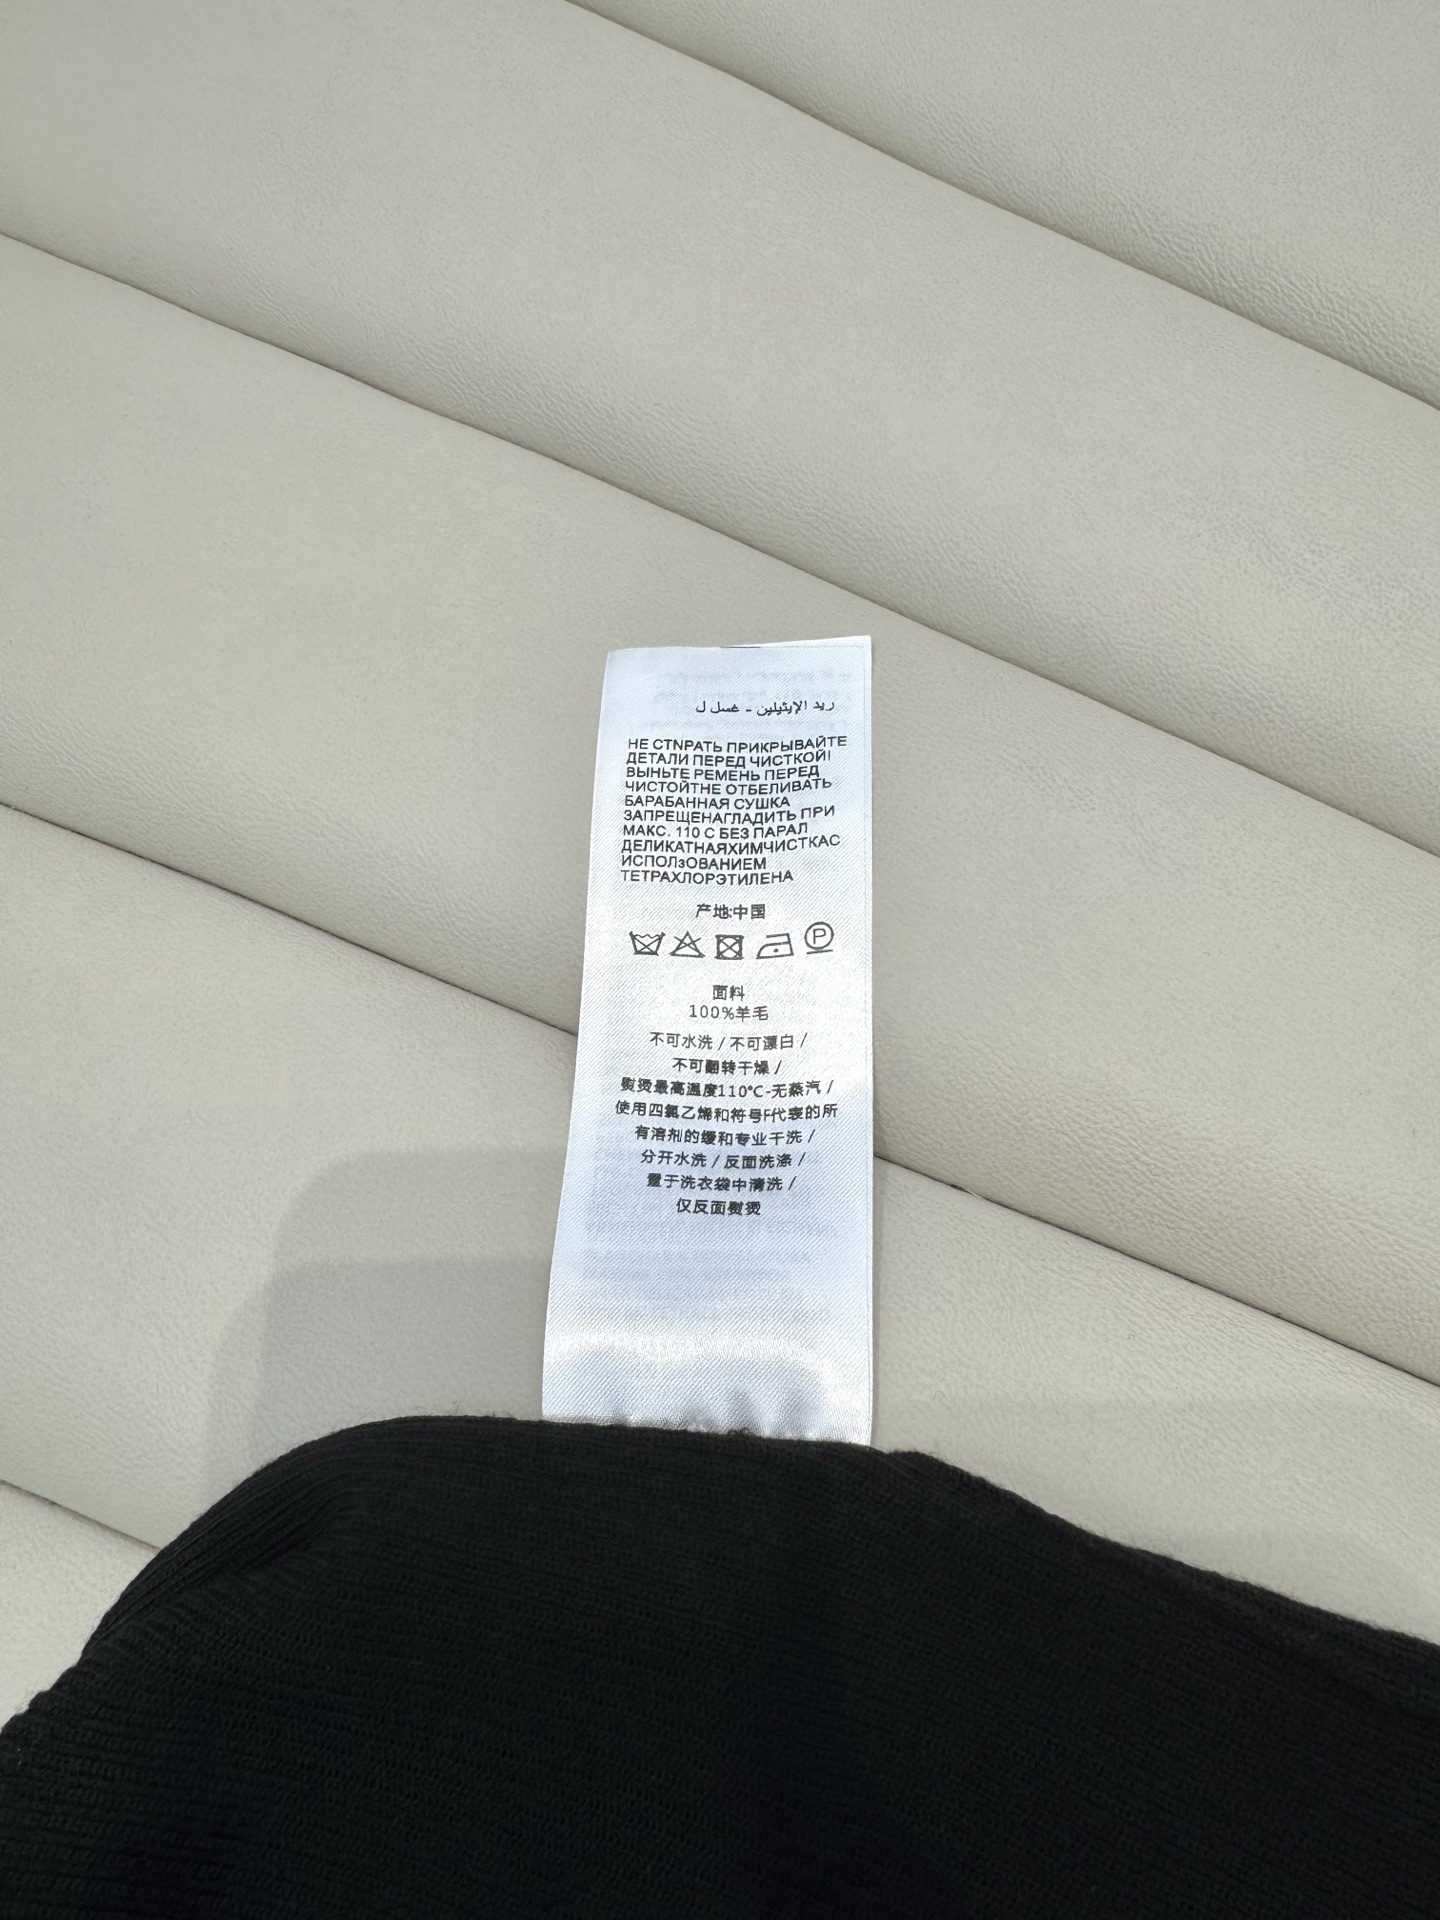 ريد الإيثيلين - غسل ل
НЕ СТNРАТЬ ПРИКРЫВАЙТЕ
ДЕТАЛИ ПЕРЕД ЧИСТКОЙ!
ВЫНЬТЕ РЕМЕНЬ ПЕРЕД
ЧИСТОЙТНЕ ОТБЕЛИВАТЬ
БАРАБАННАЯ СУШКА
ЗАПРЕЩЕНАГЛАДИТЬ ПРИ
МАКС. 110 С БЕЗ ПАРАЛ
ДЕЛИКАТНАЯХИМЧИСТКАС
ИСПОЛзОВАНИЕМ
ТЕТРАХЛОРЭТИЛЕНА
产地:中国
P
面料
100%羊毛
不可水洗 / 不可漂白 /
不可翻转干燥 /
熨烫最高温度110°C-无蒸汽 /
使用四氯乙烯和符号F代表的所
有溶剂的缓和专业干洗 /
分开水洗 / 反面洗涤 /
置于洗衣袋中清洗 /
仅反面熨烫